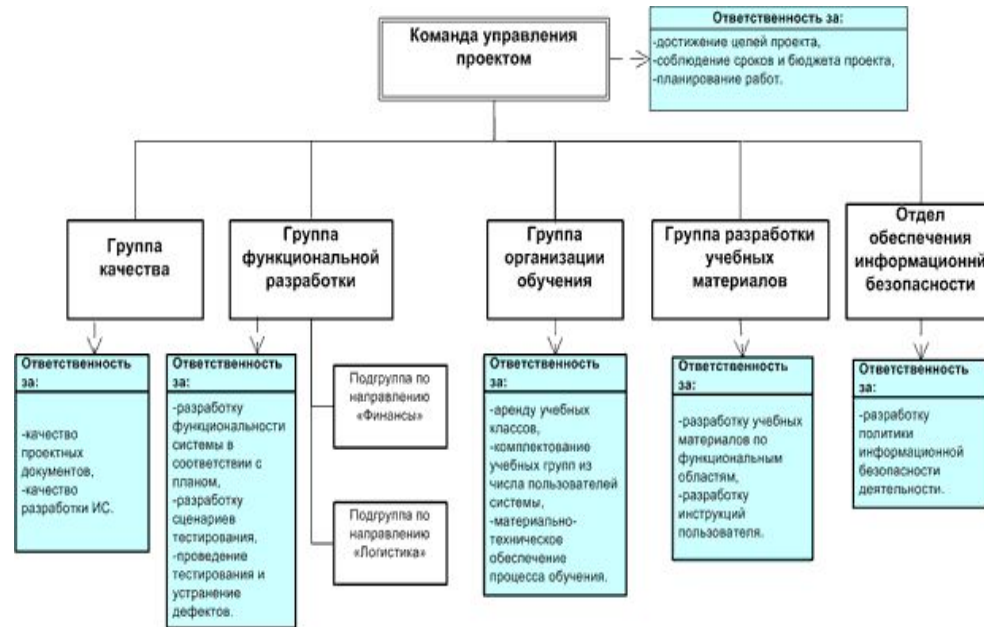 Команда управления
проектом
Ответственность за:
-достижение целей проекта,
-соблюдение сроков и бюджета проекта,
-планирование работ.
Группа
качества
Группа
функциональной
разработки
Группа
организации
обучения
Группа разработки
учебных
материалов
Отдел
обеспечения
информационнй
безопасности
Ответственность
за:
-качество
проектных
документов,
-качество
разработки ИС.
Ответственность
за:
-разработку
функциональности
системы в
соответствии с
планом,
-разработку
сценариев
тестирования,
-проведение
тестирования и
устранение
дефектов.
Подгруппа по
направлению
«Финансы»
Подгруппа по
направлению
«Логистика»
Ответственность
за:
-аренду учебных
классов,
-комплектование
учебных групп из
числа пользователей
системы,
-материально-
техническое
обеспечение
процесса обучения.
Ответственность
за:
-разработку учебных
материалов по
функциональным
областям,
-разработку
инструкций
пользователя.
Ответственность
за:
-разработку
политики
информационной
безопасности
деятельности.